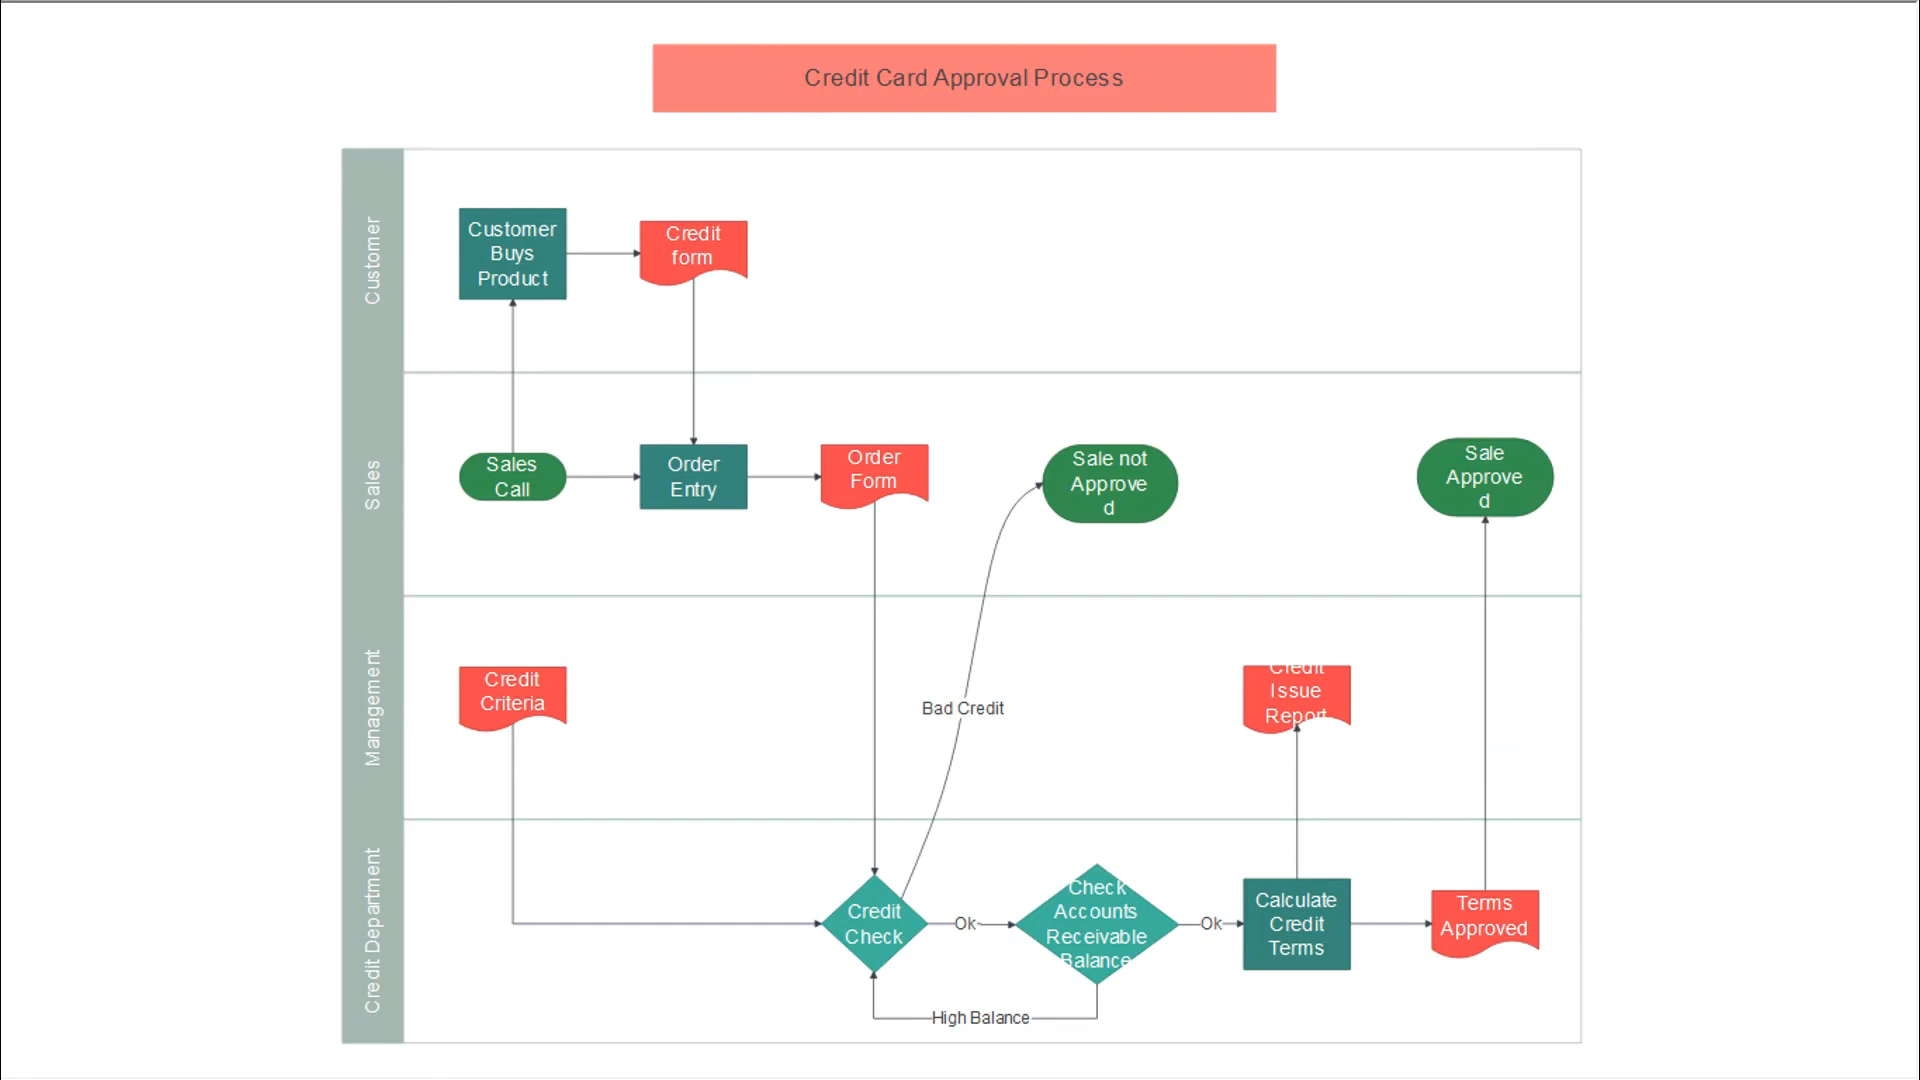 Credit Card Approval Process
Customer
Customer
Buys
Product
Credit
form
Sales
Sales
Call
Order
Entry
Order
Form
Sale not
Approve
d
Sale
Approve
d
Management
Credit
Criteria
Bad Credit
Credit
Issue
Report
Credit Department
Credit
Check
Ok
Check
Accounts
Receivable
Balance
Ok
Calculate
Credit
Terms
Terms
Approved
High Balance